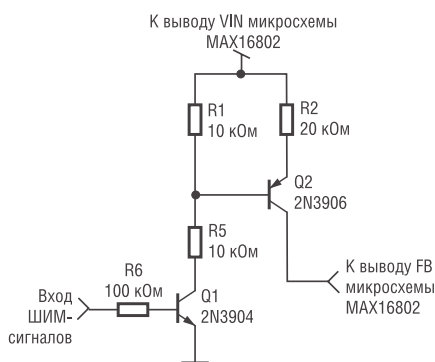 К выводу VIN микросхемы
MAX16802
R1
10 кОм
R2
20 кОм
Q2
2N3906
R5
10 кОм
R6
100 кОм
Q1
2N3904
Вход
ШИМ-
сигналов
К выводу FB
микросхемы
MAX16802